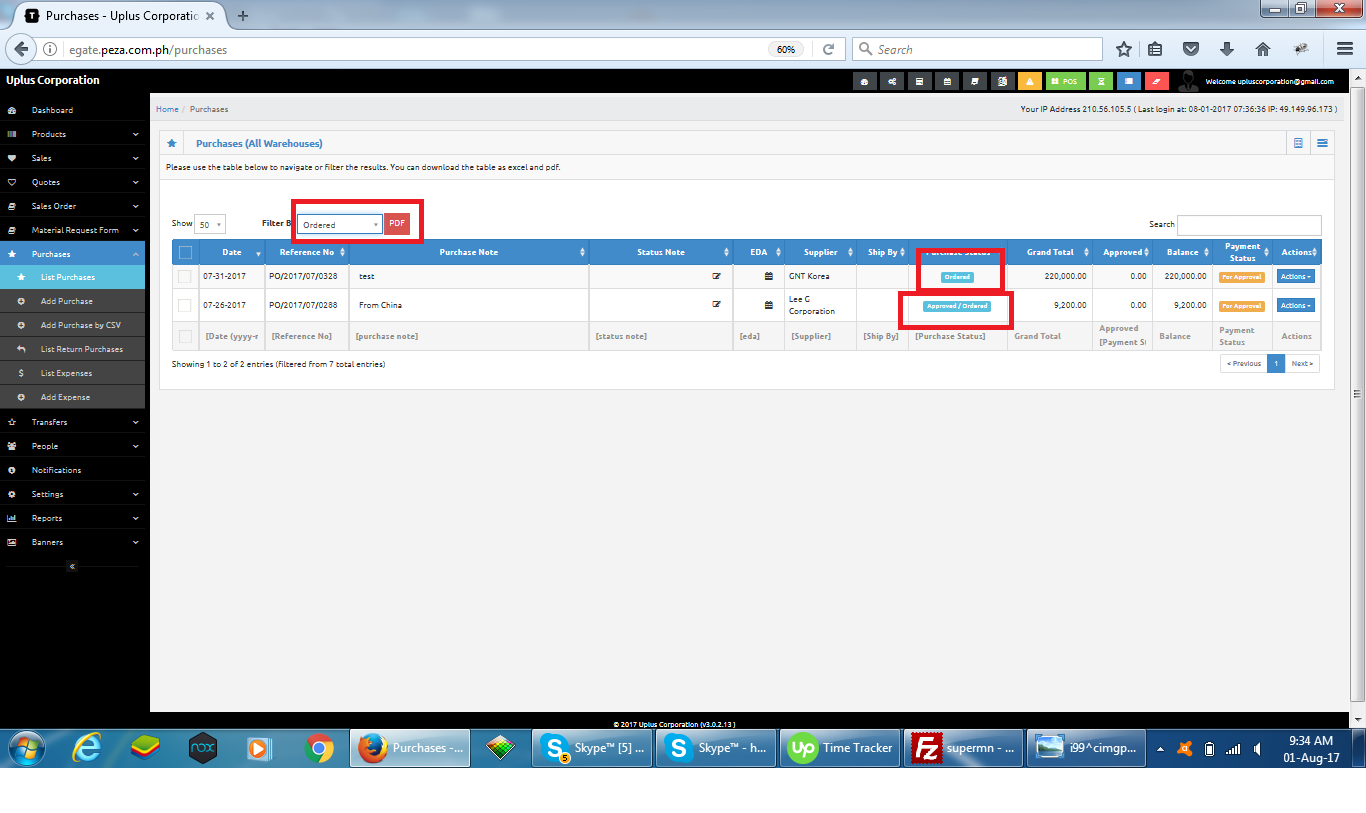 Purchases - Uplus Corporatio
egate.peza.com.ph/purchases 60% Search
Uplus Corporation POS Welcome upluscorporation@gmail.com
Home / Purchases Your IP Address 210.56.105.5 ( Last login at: 08-01-2017 07:36:36 IP: 49.149.96.173 )
Dashboard
Products
Sales
Quotes
Sales Order
Material Request Form
Purchases
List Purchases
Add Purchase
Add Purchase by CSV
List Return Purchases
List Expenses
Add Expense
Transfers
People
Notifications
Settings
Reports
Banners
Purchases (All Warehouses)
Please use the table below to navigate or filter the results. You can download the table as excel and pdf.
Show 50 Filter B Ordered PDF Search
Date Reference No Purchase Note Status Note EDA Supplier Ship By Purchase Status Grand Total Approved Balance Payment Status Actions
07-31-2017 PO/2017/07/0328 test GNT Korea Ordered 220,000.00 0.00 220,000.00 For Approval Actions
07-26-2017 PO/2017/07/0288 From China Lee G Corporation Approved / Ordered 9,200.00 0.00 9,200.00 For Approval Actions
[Date (yyyy-r [Reference No] [purchase note] [status note] [eda] [Supplier] [Ship By] [Purchase Status] Grand Total Approved [Payment St Balance Payment Status Actions
Showing 1 to 2 of 2 entries (filtered from 7 total entries) < Previous 1 Next >
© 2017 Uplus Corporation (v3.0.2.13 )
Purchases -... Skype™ [5] ... Skype™ - h... Time Tracker supermn - ... i99^cimgp...
nox Up Fz 5
9:34 AM
01-Aug-17